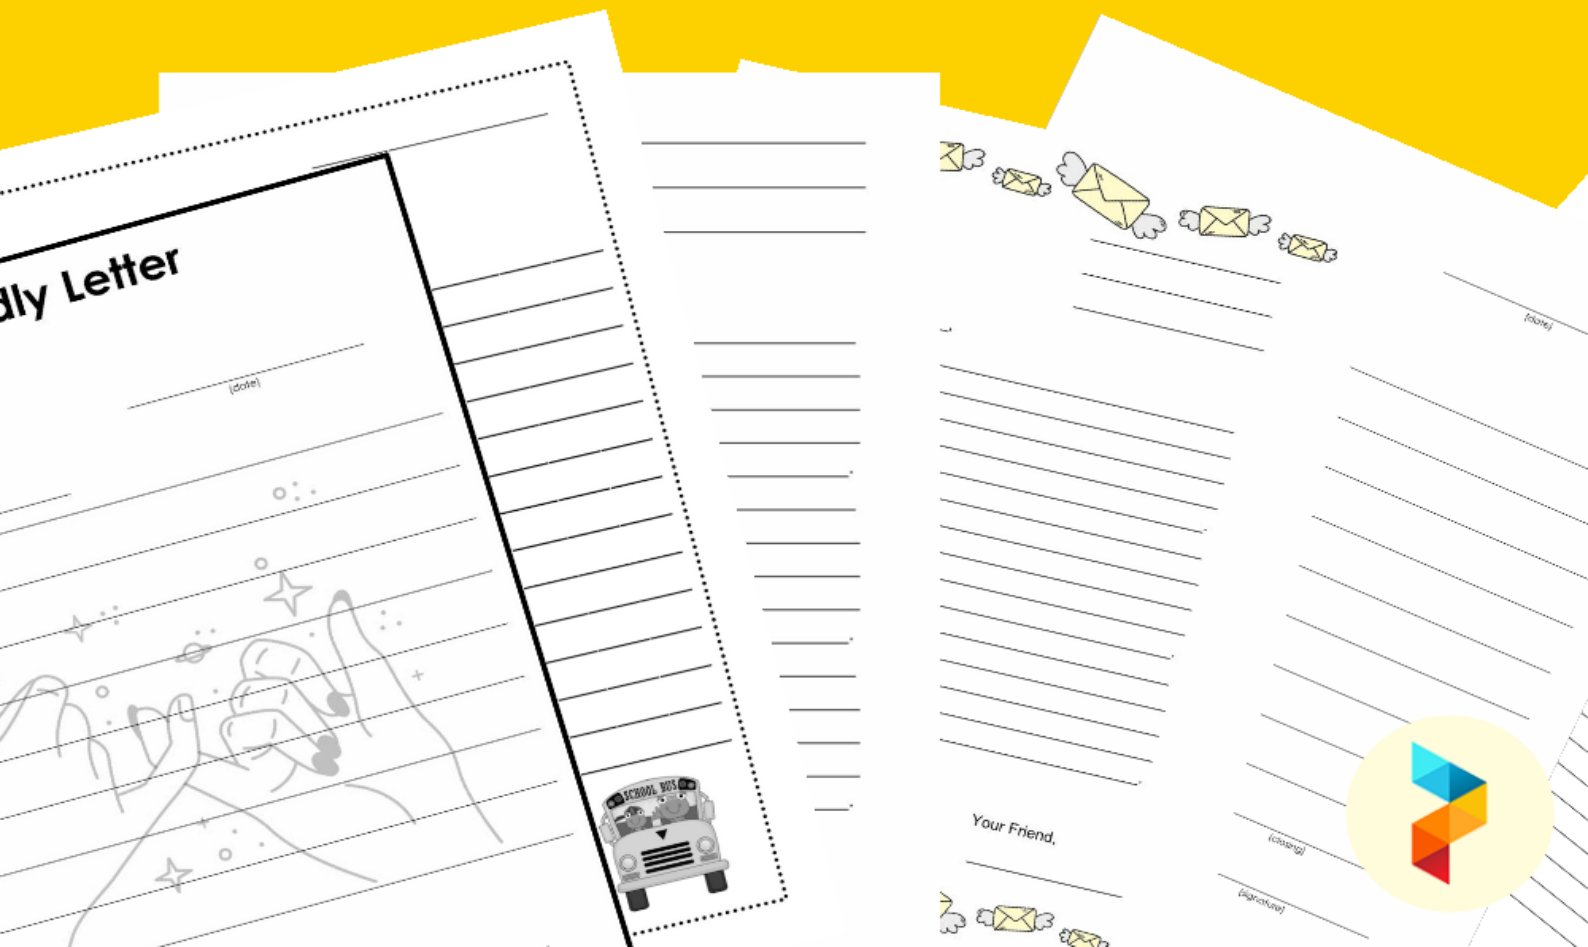 dly Letter
(date)
SCHOOL BUS
Your Friend,
(date)
(closing)
(signature)